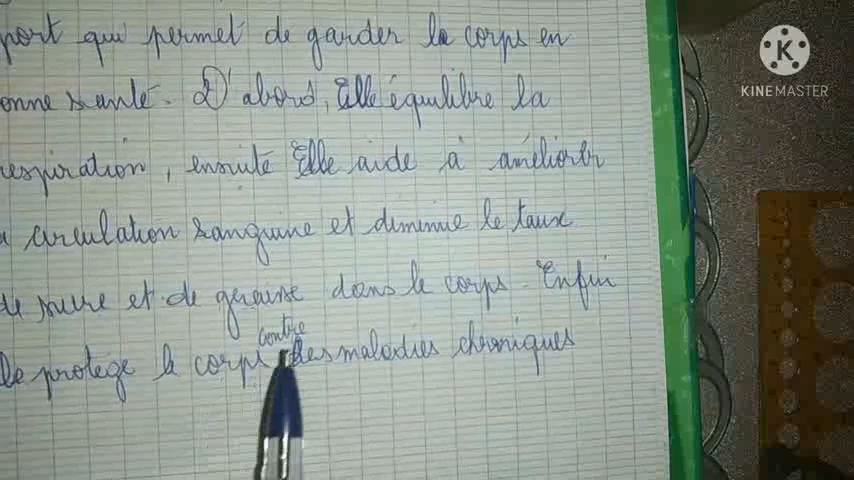 port qui permet de garder le corps en
onne santé. D'abord, Elle équilibre la
respiration, ensuite Elle aide à améliorer
a circulation sanguine et diminue le taux
de sucre et de graisse dans le corps. Enfin
le protège le corps contre les maladies chroniques
KINEMASTER